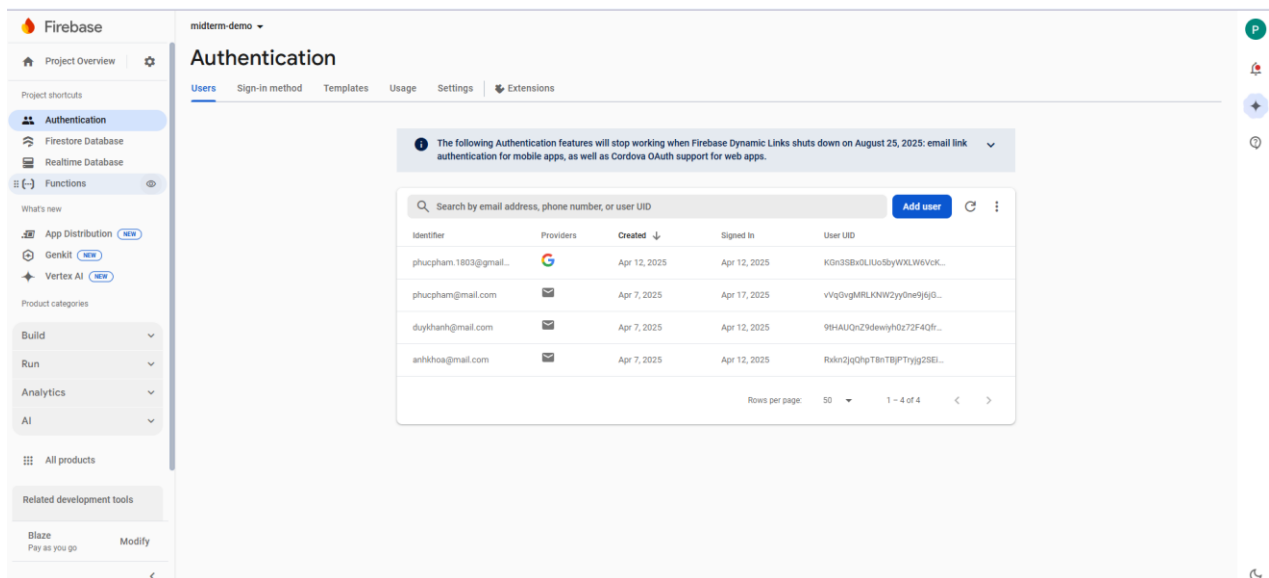 Firebase
Project Overview
Project shortcuts
Authentication
Firestore Database
Realtime Database
Functions
What's new
App Distribution NEW
Genkit NEW
Vertex AI NEW
Product categories
Build
Run
Analytics
AI
All products
Related development tools
Blaze
Pay as you go
Modify
midterm-demo
Authentication
Users Sign-in method Templates Usage Settings Extensions
The following Authentication features will stop working when Firebase Dynamic Links shuts down on August 25, 2025: email link
authentication for mobile apps, as well as Cordova OAuth support for web apps.
Search by email address, phone number, or user UID Add user
Identifier Providers Created Signed In User UID
phucpham.1803@gmail... Apr 12, 2025 Apr 12, 2025 KGn3SBx0LIUo5byWXLW6VcK...
phucpham@mail.com Apr 7, 2025 Apr 17, 2025 vVqGvgMRLKNW2yy0ne9j6jG...
duykhanh@mail.com Apr 7, 2025 Apr 12, 2025 9tHAUQnZ9dewiyh0z72F4Qfr...
anhkhoa@mail.com Apr 7, 2025 Apr 12, 2025 Rxkn2jqQhpT8nTBjPTryjg2SEi...
Rows per page: 50 1 – 4 of 4
P